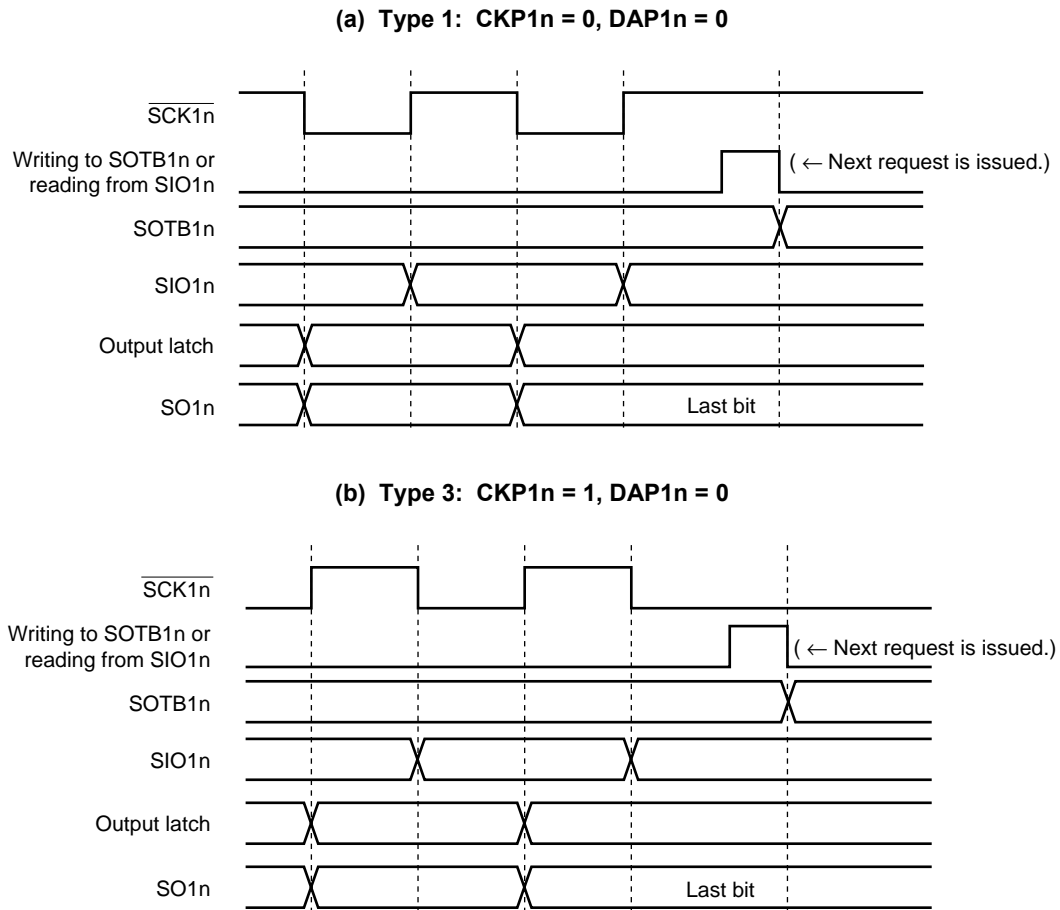 (a) Type 1: CKP1n = 0, DAP1n = 0
SCK1n
Writing to SOTB1n or
reading from SIO1n
( ← Next request is issued.)
SOTB1n
SIO1n
Output latch
SO1n
Last bit
(b) Type 3: CKP1n = 1, DAP1n = 0
SCK1n
Writing to SOTB1n or
reading from SIO1n
( ← Next request is issued.)
SOTB1n
SIO1n
Output latch
SO1n
Last bit